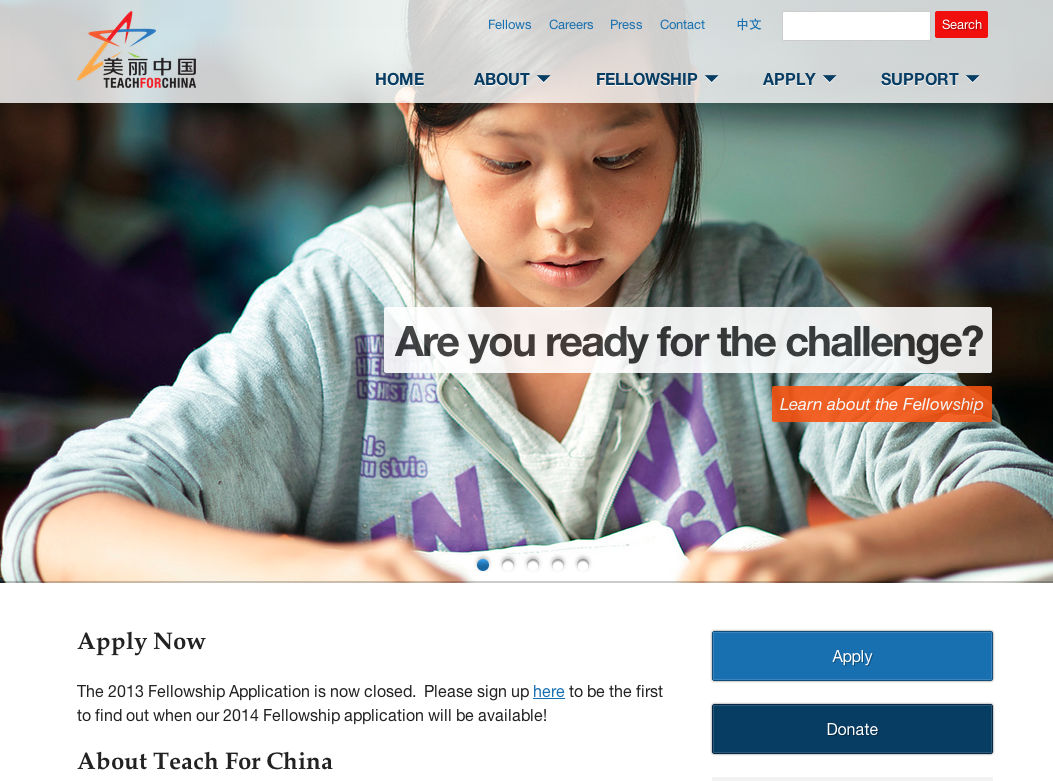 Fellows Careers Press Contact 中文 Search
美丽中国
TEACHFORCHINA
HOME ABOUT FELLOWSHIP APPLY SUPPORT
Are you ready for the challenge?
Learn about the Fellowship
Apply Now
Apply
The 2013 Fellowship Application is now closed. Please sign up here to be the first
to find out when our 2014 Fellowship application will be available!
Donate
About Teach For China